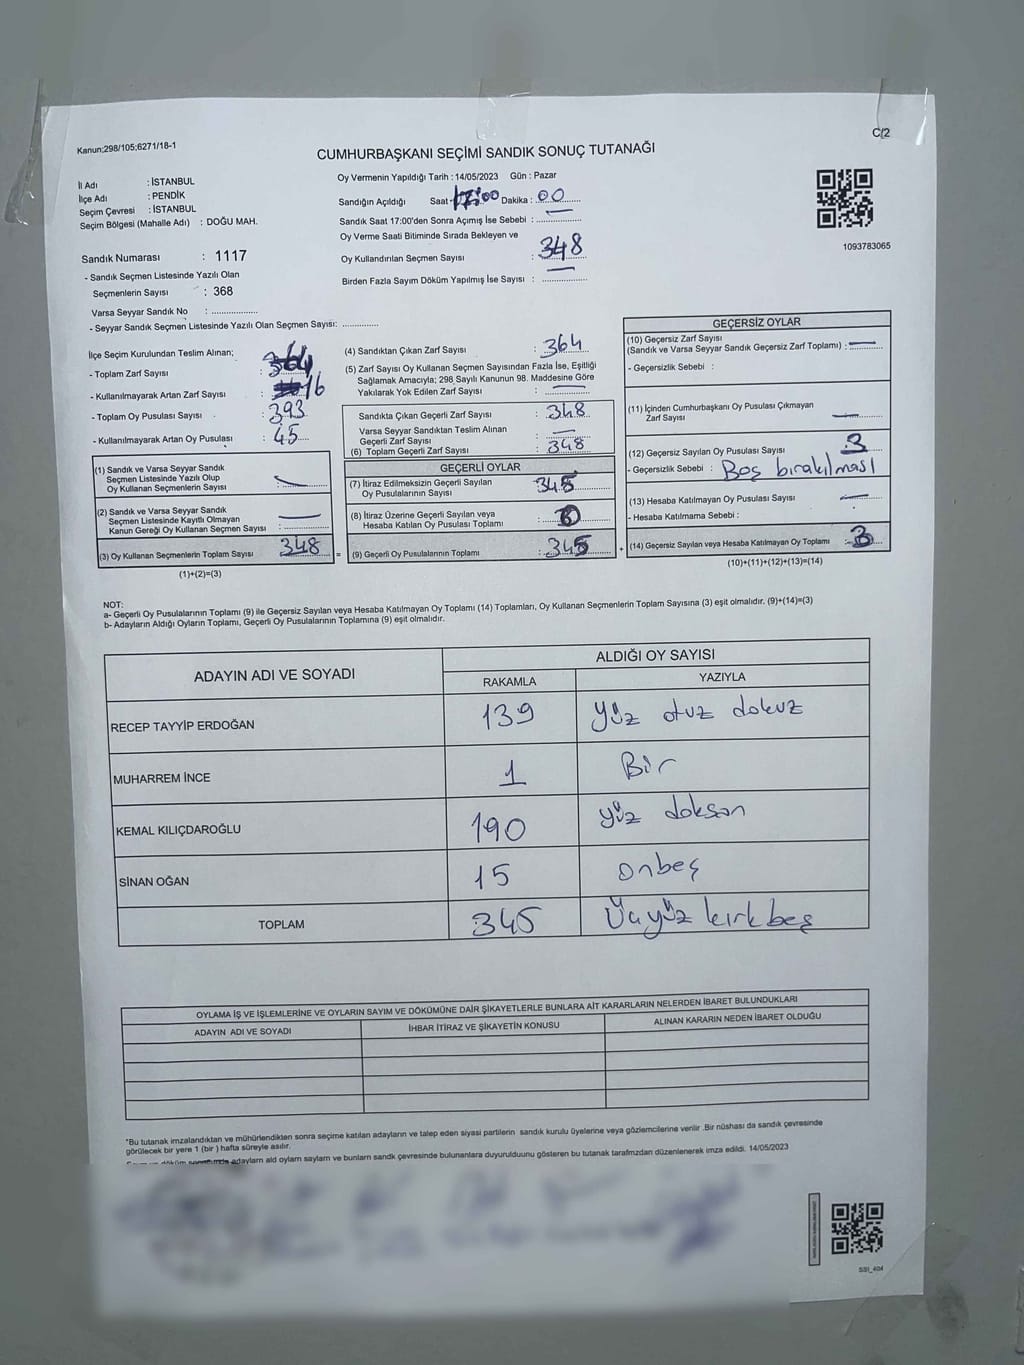 C/2
Kanun:298/105;6271/18-1
CUMHURBAŞKANI SEÇİMİ SANDIK SONUÇ TUTANAĞI
İl Adı : İSTANBUL
İlçe Adı : PENDİK
Seçim Çevresi : İSTANBUL
Seçim Bölgesi (Mahalle Adı) : DOĞU MAH.
Sandık Numarası : 1117
- Sandık Seçmen Listesinde Yazılı Olan
Seçmenlerin Sayısı : 368
Varsa Seyyar Sandık No : ..................
- Seyyar Sandık Seçmen Listesinde Yazılı Olan Seçmen Sayısı: ..............
Oy Vermenin Yapıldığı Tarih : 14/05/2023 Gün : Pazar
Sandığın Açıldığı Saat 17:00 Dakika : 00
Sandık Saat 17:00'den Sonra Açımış İse Sebebi : —
Oy Verme Saati Bitiminde Sırada Bekleyen ve
Oy Kullandırılan Seçmen Sayısı : 348
Birden Fazla Sayım Döküm Yapılmış İse Sayısı : —
1093783065
İlçe Seçim Kurulundan Teslim Alınan;
- Toplam Zarf Sayısı : 364
- Kullanılmayarak Artan Zarf Sayısı : 16
- Toplam Oy Pusulası Sayısı : 393
- Kullanılmayarak Artan Oy Pusulası : 45
(1) Sandık ve Varsa Seyyar Sandık
Seçmen Listesinde Yazılı Olup
Oy Kullanan Seçmenlerin Sayısı : —
(2) Sandık ve Varsa Seyyar Sandık
Seçmen Listesinde Kayıtlı Olmayan
Kanun Gereği Oy Kullanan Seçmen Sayısı : —
(3) Oy Kullanan Seçmenlerin Toplam Sayısı 348 =
(1)+(2)=(3)
(4) Sandıktan Çıkan Zarf Sayısı : 364
(5) Zarf Sayısı Oy Kullanan Seçmen Sayısından Fazla İse, Eşitliği
Sağlamak Amacıyla; 298 Sayılı Kanunun 98. Maddesine Göre
Yakılarak Yok Edilen Zarf Sayısı : —
Sandıkta Çıkan Geçerli Zarf Sayısı : 348
Varsa Seyyar Sandıktan Teslim Alınan
Geçerli Zarf Sayısı : —
(6) Toplam Geçerli Zarf Sayısı : 348
GEÇERLİ OYLAR
(7) İtiraz Edilmeksizin Geçerli Sayılan
Oy Pusulalarının Sayısı : 345
(8) İtiraz Üzerine Geçerli Sayılan veya
Hesaba Katılan Oy Pusulası Toplamı : 0
(9) Geçerli Oy Pusulalarının Toplamı : 345 +
GEÇERSİZ OYLAR
(10) Geçersiz Zarf Sayısı
(Sandık ve Varsa Seyyar Sandık Geçersiz Zarf Toplamı) : —
- Geçersizlik Sebebi :
(11) İçinden Cumhurbaşkanı Oy Pusulası Çıkmayan
Zarf Sayısı : —
(12) Geçersiz Sayılan Oy Pusulası Sayısı : 3
- Geçersizlik Sebebi : Boş bırakılması
(13) Hesaba Katılmayan Oy Pusulası Sayısı : —
- Hesaba Katılmama Sebebi :
(14) Geçersiz Sayılan veya Hesaba Katılmayan Oy Toplamı : 3
(10)+(11)+(12)+(13)=(14)
NOT:
a- Geçerli Oy Pusulalarının Toplamı (9) ile Geçersiz Sayılan veya Hesaba Katılmayan Oy Toplamı (14) Toplamları, Oy Kullanan Seçmenlerin Toplam Sayısına (3) eşit olmalıdır. (9)+(14)=(3)
b- Adayların Aldığı Oyların Toplamı, Geçerli Oy Pusulalarının Toplamına (9) eşit olmalıdır.
ADAYIN ADI VE SOYADI
ALDIĞI OY SAYISI
RAKAMLA YAZIYLA
RECEP TAYYİP ERDOĞAN 139 Yüz otuz dokuz
MUHARREM İNCE 1 Bir
KEMAL KILIÇDAROĞLU 190 yüz doksan
SİNAN OĞAN 15 onbeş
TOPLAM 345 Üçyüz kırk beş
OYLAMA İŞ VE İŞLEMLERİNE VE OYLARIN SAYIM VE DÖKÜMÜNE DAİR ŞİKAYETLERLE BUNLARA AİT KARARLARIN NELERDEN İBARET BULUNDUKLARI
ADAYIN ADI VE SOYADI İHBAR İTİRAZ VE ŞİKAYETİN KONUSU ALINAN KARARIN NEDEN İBARET OLDUĞU
"Bu tutanak imzalandıktan ve mühürlendikten sonra seçime katılan adayların ve talep eden siyasi partilerin sandık kurulu üyelerine veya gözlemcilerine verilir .Bir nüshası da sandık çevresinde
görülecek bir yere 1 (bir ) hafta süreyle asılır.
adaylarn ald oylarn saylarn ve bunlarn sandk çevresinde bulunanlara duyurulduunu gösteren bu tutanak tarafmzdan düzenlenerek imza edildi. 14/05/2023
SSI_404